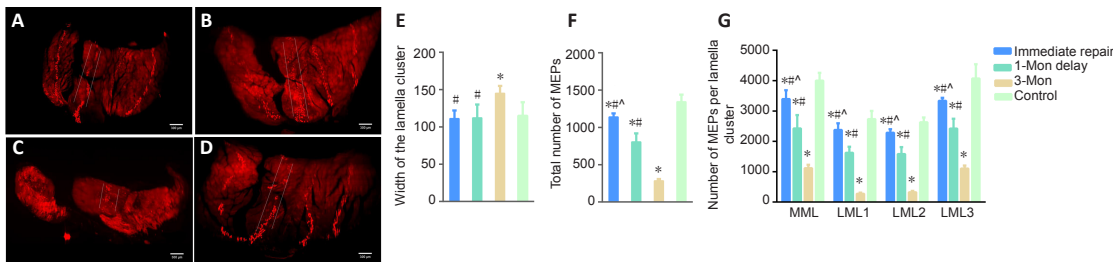 A
B
C
D
E
Width of the lamella cluster
200
150
100
50
0
#
#
*
F
Total number of MEPs
2000
1500
1000
500
0
*#^
*#
*
G
Number of MEPs per lamella
cluster
5000
4000
3000
2000
1000
0
*#^
*#
*
*#^
*#
*
*#^
*#
*
*#^
*#
*
MML
LML1
LML2
LML3
Immediate repair
1-Mon delay
3-Mon
Control